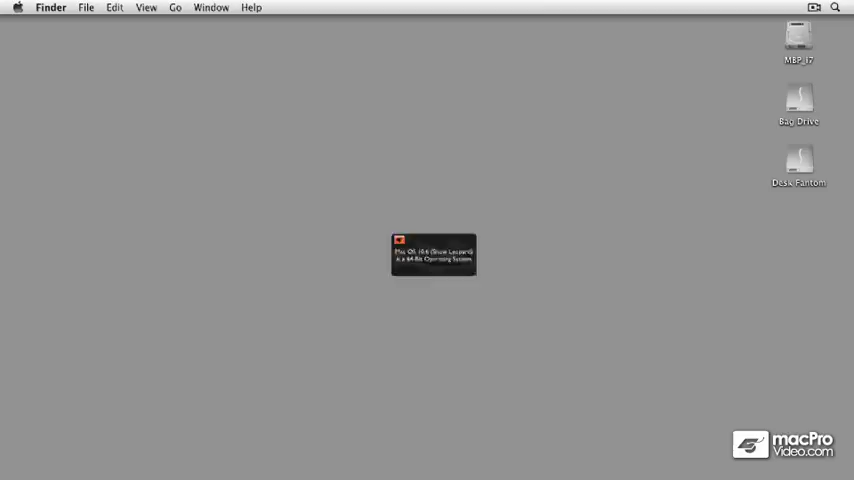 Finder File Edit View Go Window Help
MBP_i7
Bag Drive
Desk Fantom
Mac OS 10.6 (Snow Leopard)
is a 64-Bit Operating System
macPro
Video.com